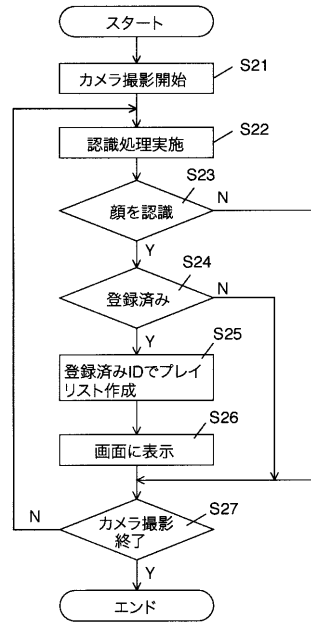 スタート
カメラ撮影開始
S21
認識処理実施
S22
顔を認識
S23
N
Y
登録済み
S24
N
Y
登録済みIDでプレイ
リスト作成
S25
画面に表示
S26
カメラ撮影
終了
S27
N
Y
エンド